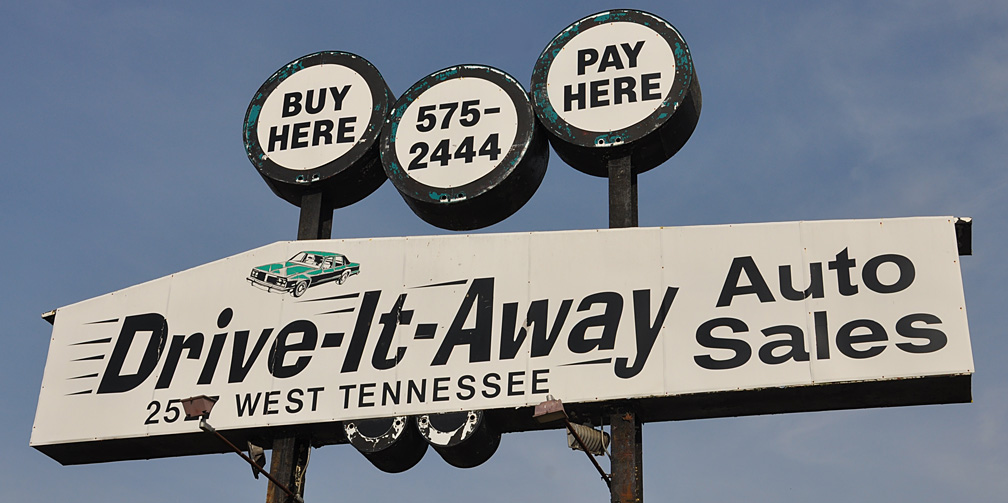 BUY
HERE
575-
2444
PAY
HERE
Drive-It-Away
WEST TENNESSEE
Auto
Sales